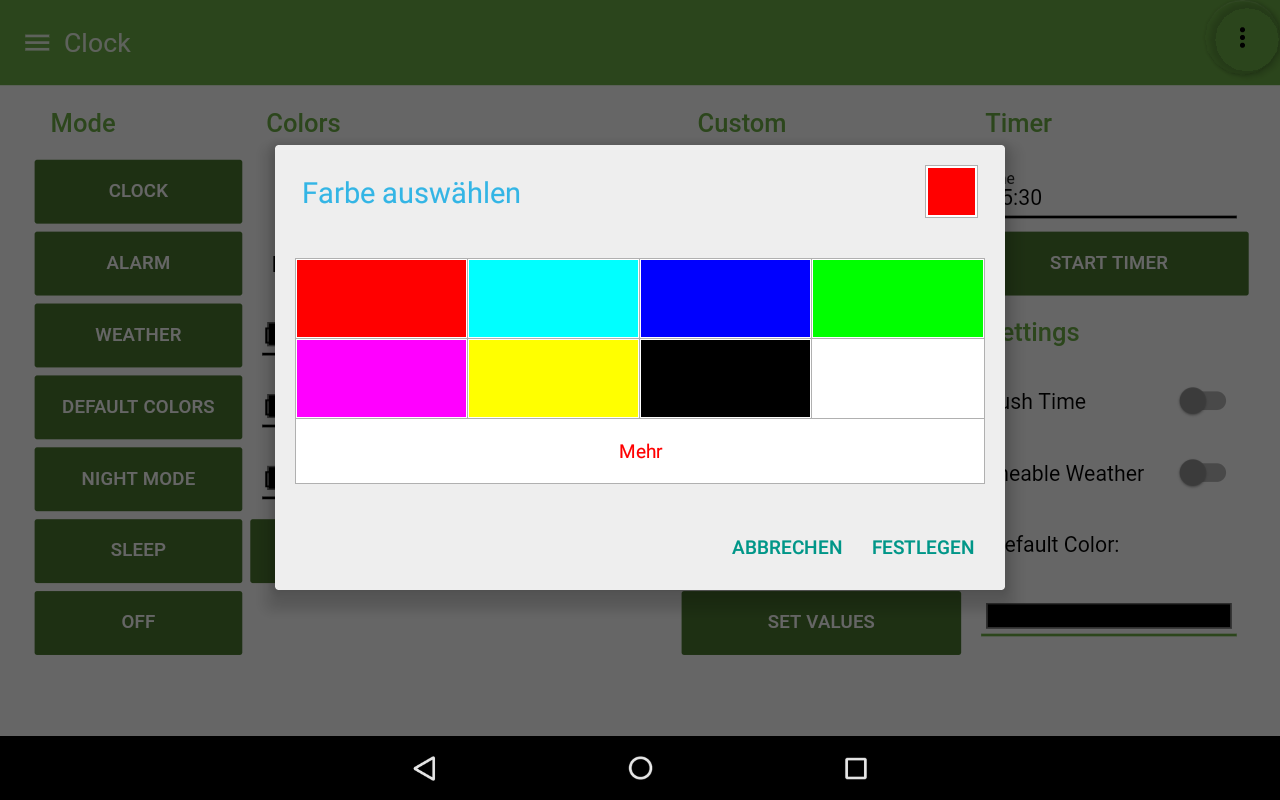 Clock
Mode
Colors
Custom
Timer
CLOCK
ALARM
WEATHER
DEFAULT COLORS
NIGHT MODE
SLEEP
OFF
Farbe auswählen
Mehr
ABBRECHEN
FESTLEGEN
5:30
START TIMER
ettings
ush Time
eable Weather
efault Color:
SET VALUES